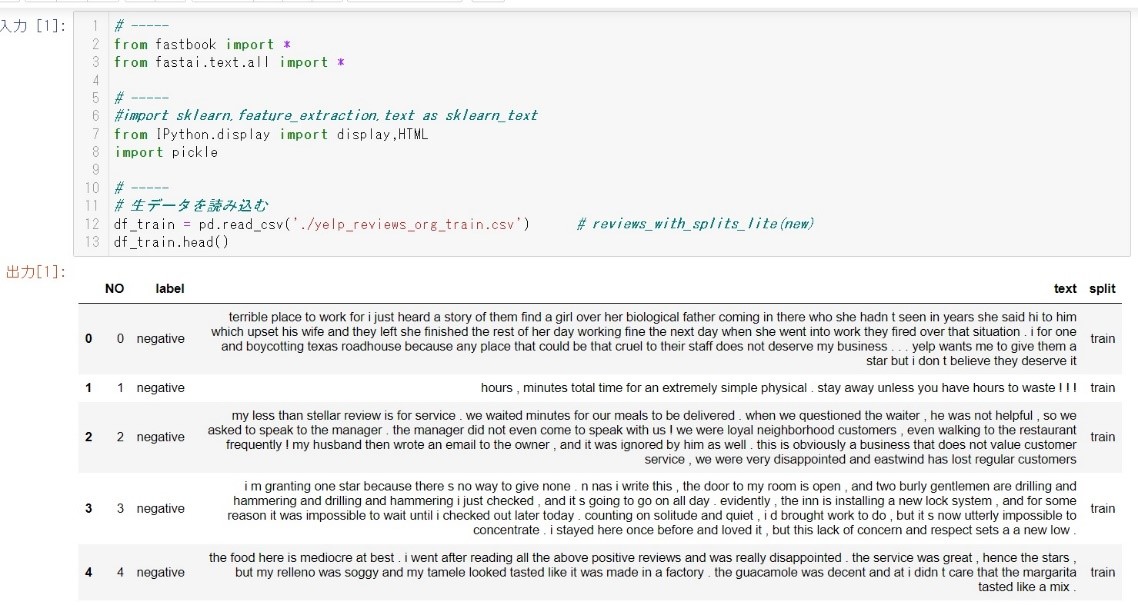 入力 [1]:
1 # -----
2 from fastbook import *
3 from fastai.text.all import *
4
5 # -----
6 #import sklearn.feature_extraction.text as sklearn_text
7 from IPython.display import display,HTML
8 import pickle
9
10 # -----
11 # 生データを読み込む
12 df_train = pd.read_csv('./yelp_reviews_org_train.csv') # reviews_with_splits_lite(new)
13 df_train.head()
出力[1]:
NO label text split
terrible place to work for i just heard a story of them find a girl over her biological father coming in there who she hadn t seen in years she said hi to him
which upset his wife and they left she finished the rest of her day working fine the next day when she went into work they fired over that situation . i for one
0 0 negative train
and boycotting texas roadhouse because any place that could be that cruel to their staff does not deserve my business . . . yelp wants me to give them a
star but i don t believe they deserve it
1 1 negative hours , minutes total time for an extremely simple physical . stay away unless you have hours to waste ! ! ! train
my less than stellar review is for service . we waited minutes for our meals to be delivered . when we questioned the waiter , he was not helpful , so we
asked to speak to the manager . the manager did not even come to speak with us ! we were loyal neighborhood customers , even walking to the restaurant
2 2 negative train
frequently ! my husband then wrote an email to the owner , and it was ignored by him as well . this is obviously a business that does not value customer
service , we were very disappointed and eastwind has lost regular customers
i m granting one star because there s no way to give none . n nas i write this , the door to my room is open , and two burly gentlemen are drilling and
hammering and drilling and hammering i just checked , and it s going to go on all day . evidently , the inn is installing a new lock system , and for some
3 3 negative train
reason it was impossible to wait until i checked out later today . counting on solitude and quiet , i d brought work to do , but it s now utterly impossible to
concentrate . i stayed here once before and loved it , but this lack of concern and respect sets a a new low .
the food here is mediocre at best . i went after reading all the above positive reviews and was really disappointed . the service was great , hence the stars ,
4 4 negative but my relleno was soggy and my tamele looked tasted like it was made in a factory . the guacamole was decent and at i didn t care that the margarita train
tasted like a mix .